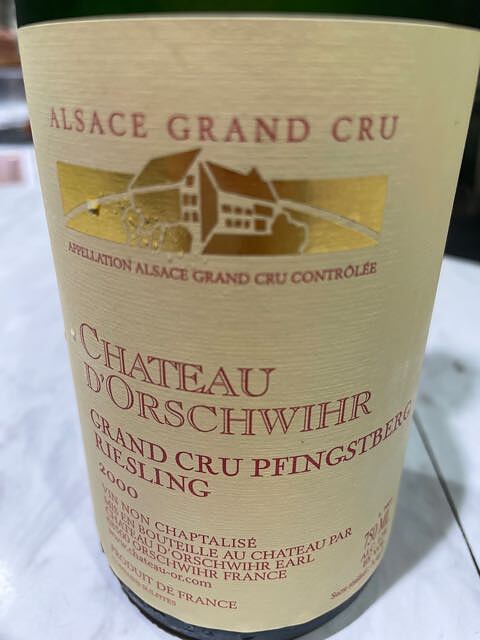 ALSACE GRAND CRU
APPELLATION ALSACE GRAND CRU CONTRÔLÉE
CHATEAU
D'ORSCHWIHR
GRAND CRU PFINGSTBERG
RIESLING
2000
VIN NON CHAPTALISÉ
MIS EN BOUTEILLE AU CHATEAU PAR
CHATEAU D'ORSCHWIHR EARL
ORSCHWIHR FRANCE
www.chateau-or.com
PRODUIT DE FRANCE
750 ML